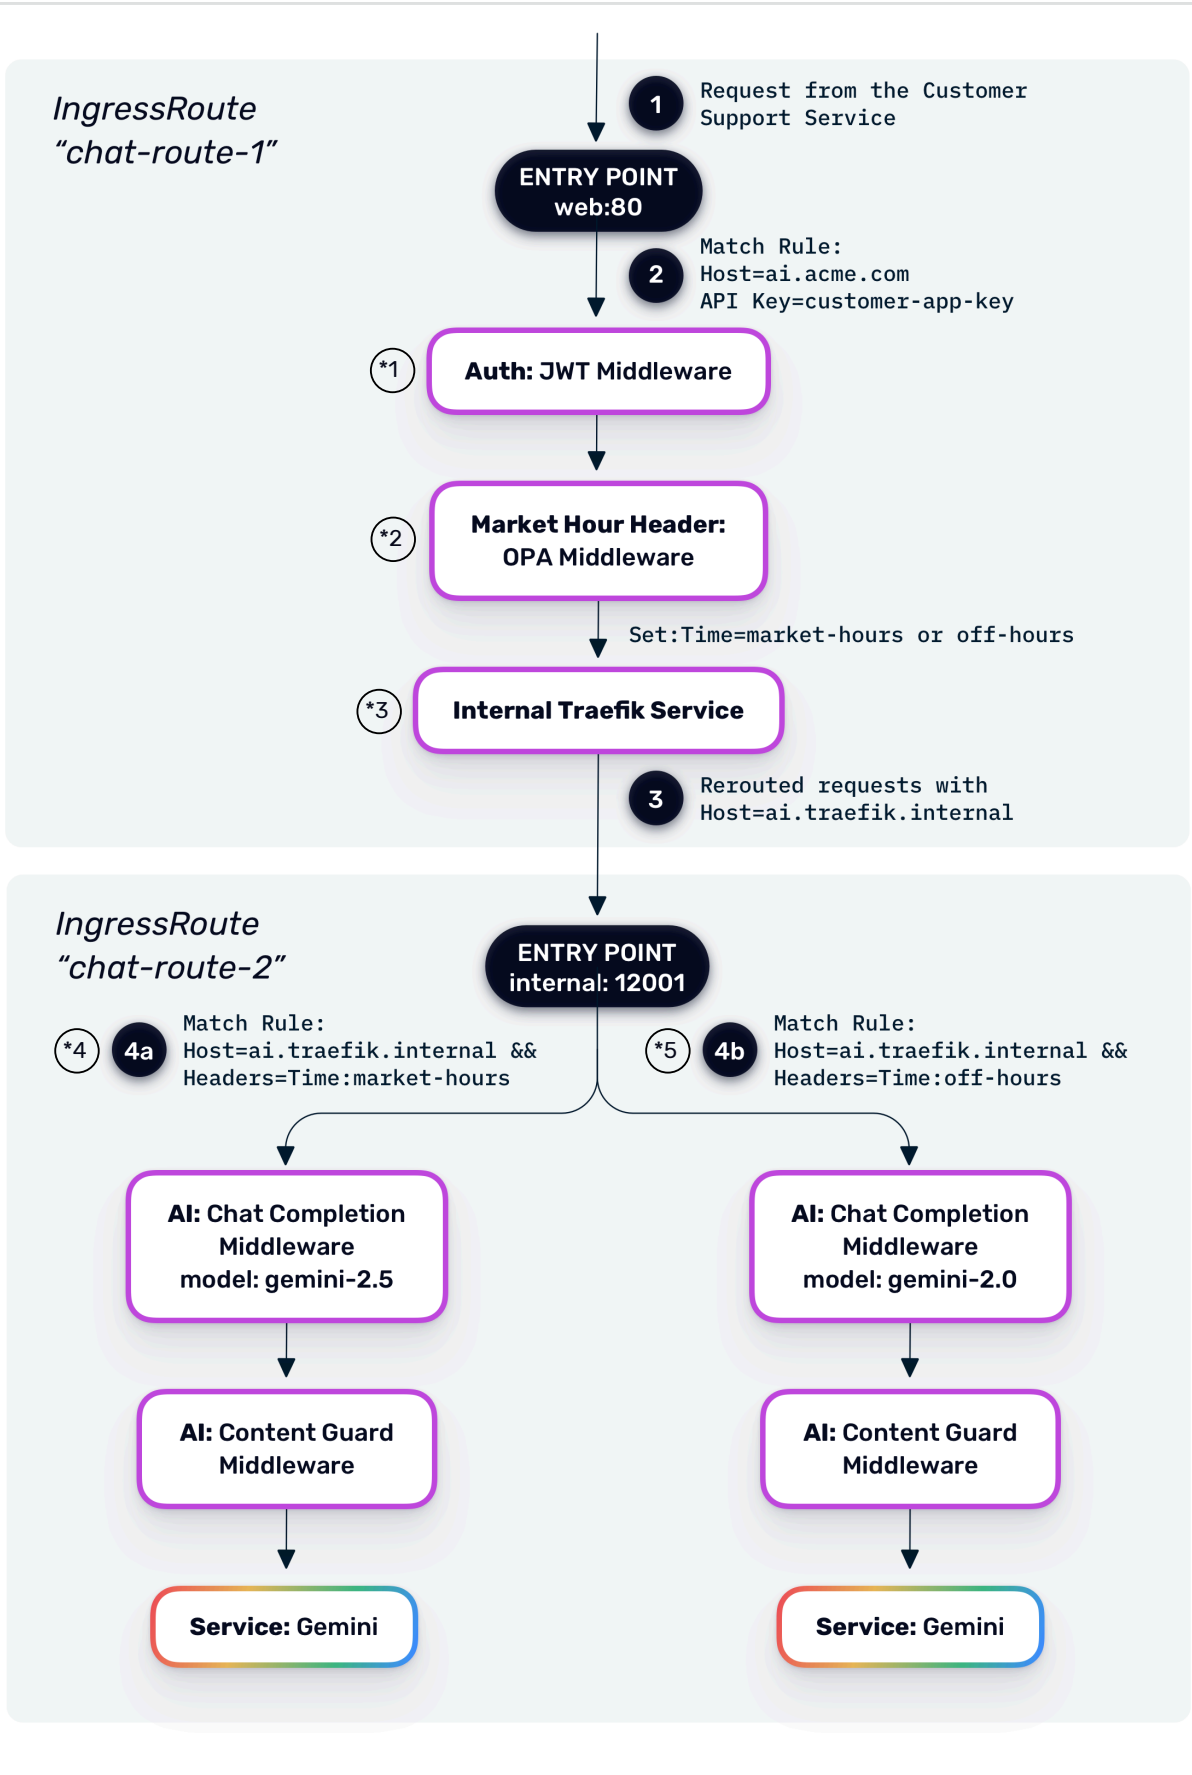 IngressRoute
“chat-route-1”
1
Request from the Customer
Support Service
ENTRY POINT
web:80
2
Match Rule:
Host=ai.acme.com
API Key=customer-app-key
*1
Auth: JWT Middleware
*2
Market Hour Header:
OPA Middleware
Set:Time=market-hours or off-hours
*3
Internal Traefik Service
3
Rerouted requests with
Host=ai.traefik.internal
IngressRoute
“chat-route-2”
ENTRY POINT
internal: 12001
*4
4a
Match Rule:
Host=ai.traefik.internal &&
Headers=Time:market-hours
*5
4b
Match Rule:
Host=ai.traefik.internal &&
Headers=Time:off-hours
AI: Chat Completion
Middleware
model: gemini-2.5
AI: Chat Completion
Middleware
model: gemini-2.0
AI: Content Guard
Middleware
AI: Content Guard
Middleware
Service: Gemini
Service: Gemini